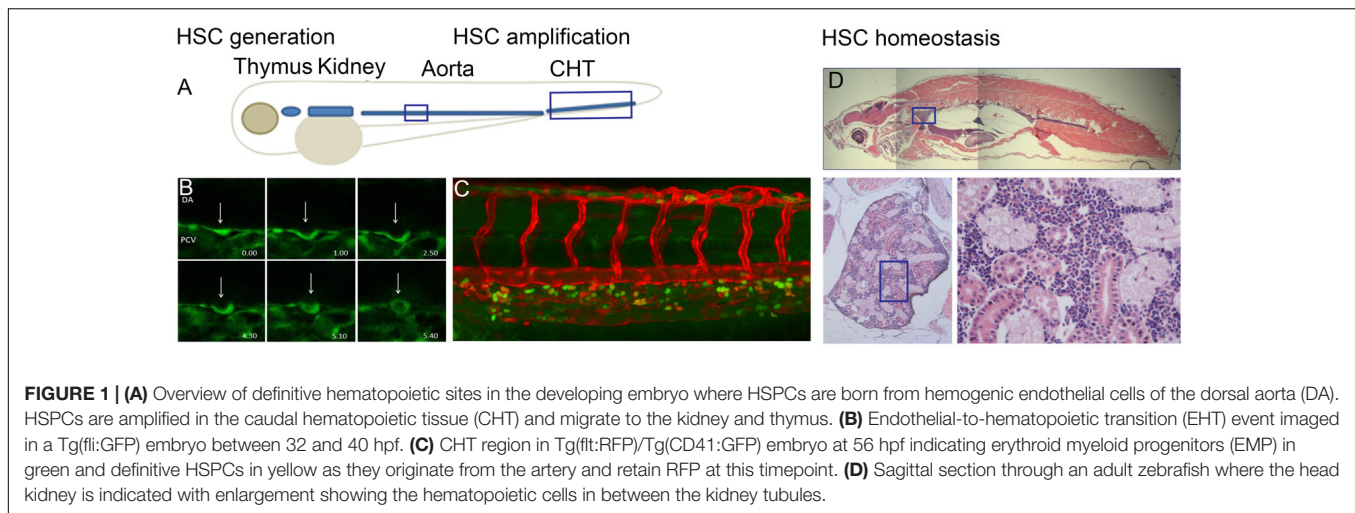 HSC generation
HSC amplification
HSC homeostasis
Thymus Kidney
Aorta
CHT
A
D
B
DA
PCV
0.00
1.00
2.50
4.30
5.10
5.40
C
FIGURE 1 | (A) Overview of definitive hematopoietic sites in the developing embryo where HSPCs are born from hemogenic endothelial cells of the dorsal aorta (DA).
HSPCs are amplified in the caudal hematopoietic tissue (CHT) and migrate to the kidney and thymus. (B) Endothelial-to-hematopoietic transition (EHT) event imaged
in a Tg(fli:GFP) embryo between 32 and 40 hpf. (C) CHT region in Tg(flt:RFP)/Tg(CD41:GFP) embryo at 56 hpf indicating erythroid myeloid progenitors (EMP) in
green and definitive HSPCs in yellow as they originate from the artery and retain RFP at this timepoint. (D) Sagittal section through an adult zebrafish where the head
kidney is indicated with enlargement showing the hematopoietic cells in between the kidney tubules.